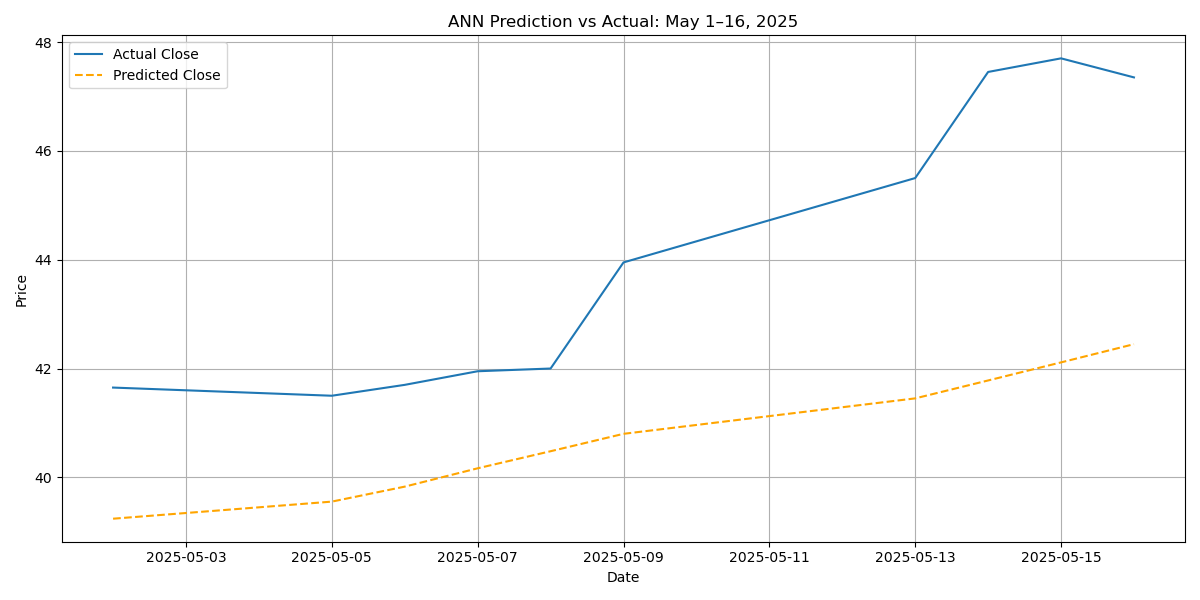 ANN Prediction vs Actual: May 1–16, 2025
Actual Close
Predicted Close
48
46
44
42
40
Price
2025-05-03
2025-05-05
2025-05-07
2025-05-09
2025-05-11
2025-05-13
2025-05-15
Date